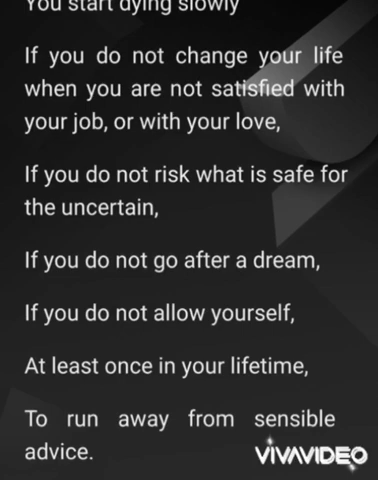 You start dying slowly
If you do not change your life
when you are not satisfied with
your job, or with your love,
If you do not risk what is safe for
the uncertain,
If you do not go after a dream,
If you do not allow yourself,
At least once in your lifetime,
To run away from sensible
advice.
VIVAVIDEO